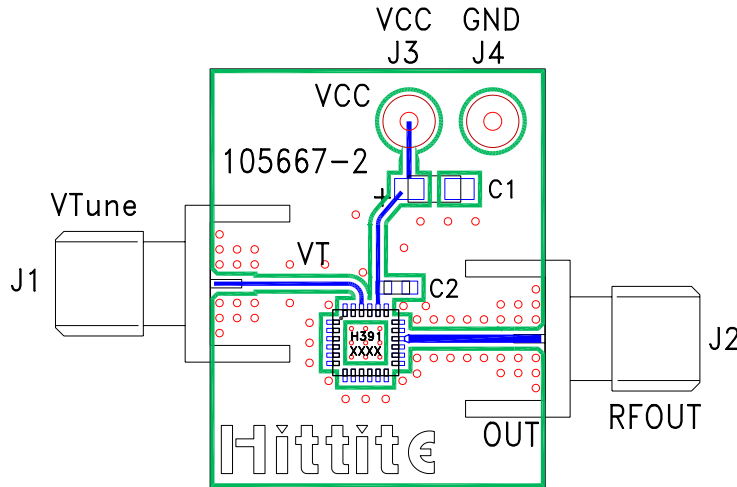 VCC GND
J3 J4
VCC
105667-2
+
C1
VTune
VT
J1
C2
H391
XXXX
J2
RFOUT
OUT
Hittite